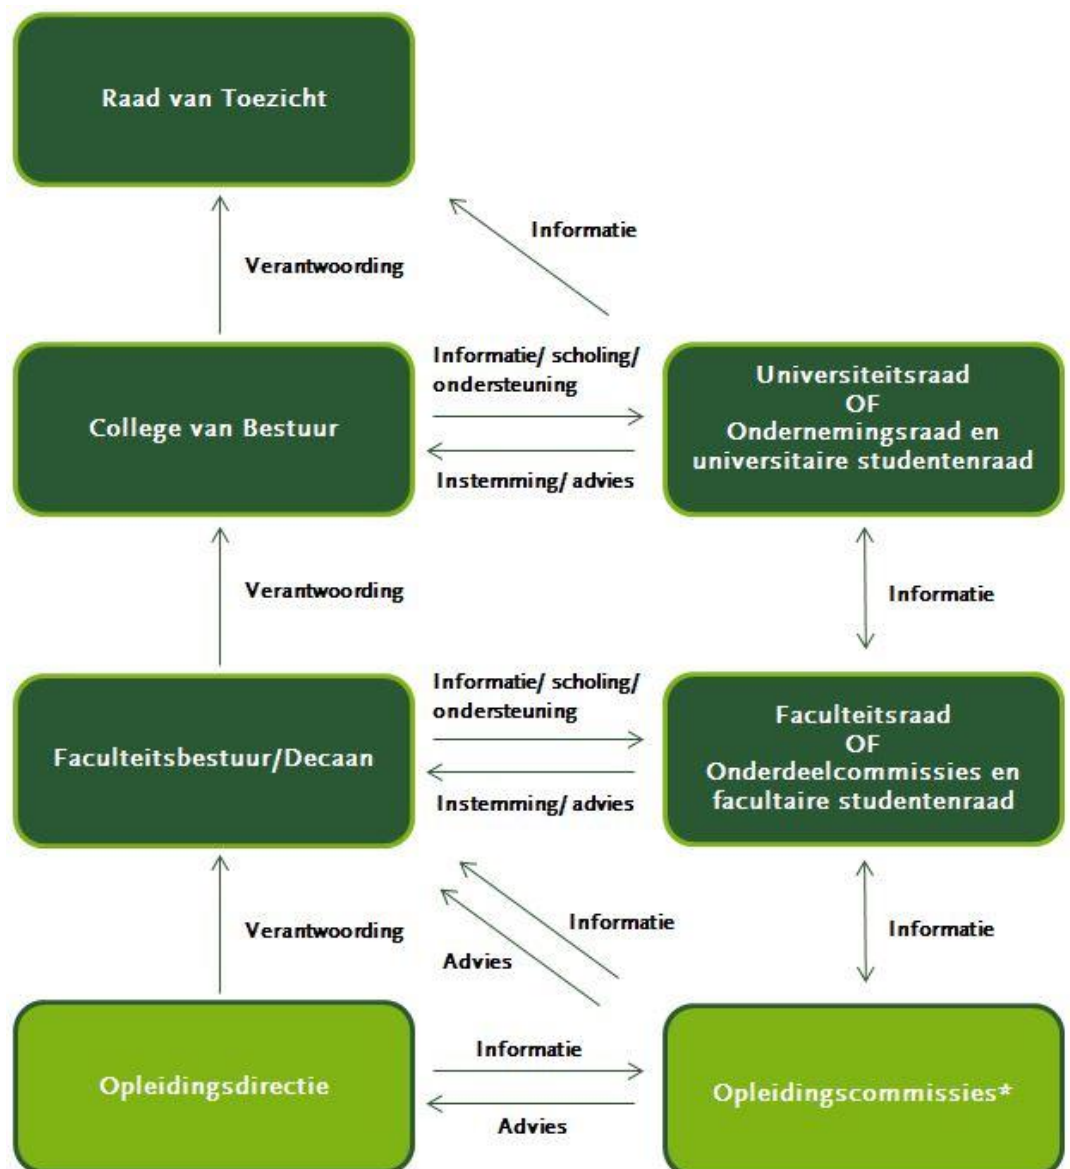 Raad van Toezicht
Informatie
Verantwoording
Informatie/ scholing/
ondersteuning
College van Bestuur
Instemming/ advies
Universiteitsraad
OF
Ondernemingsraad en
universitaire studentenraad
Verantwoording
Informatie
Informatie/ scholing/
ondersteuning
Faculteitsbestuur/Decaan
Instemming/ advies
Faculteitsraad
OF
Onderdeelcommissies en
facultaire studentenraad
Verantwoording
Informatie
Advies
Informatie
Opleidingsdirectie
Informatie
Advies
Opleidingscommissies*